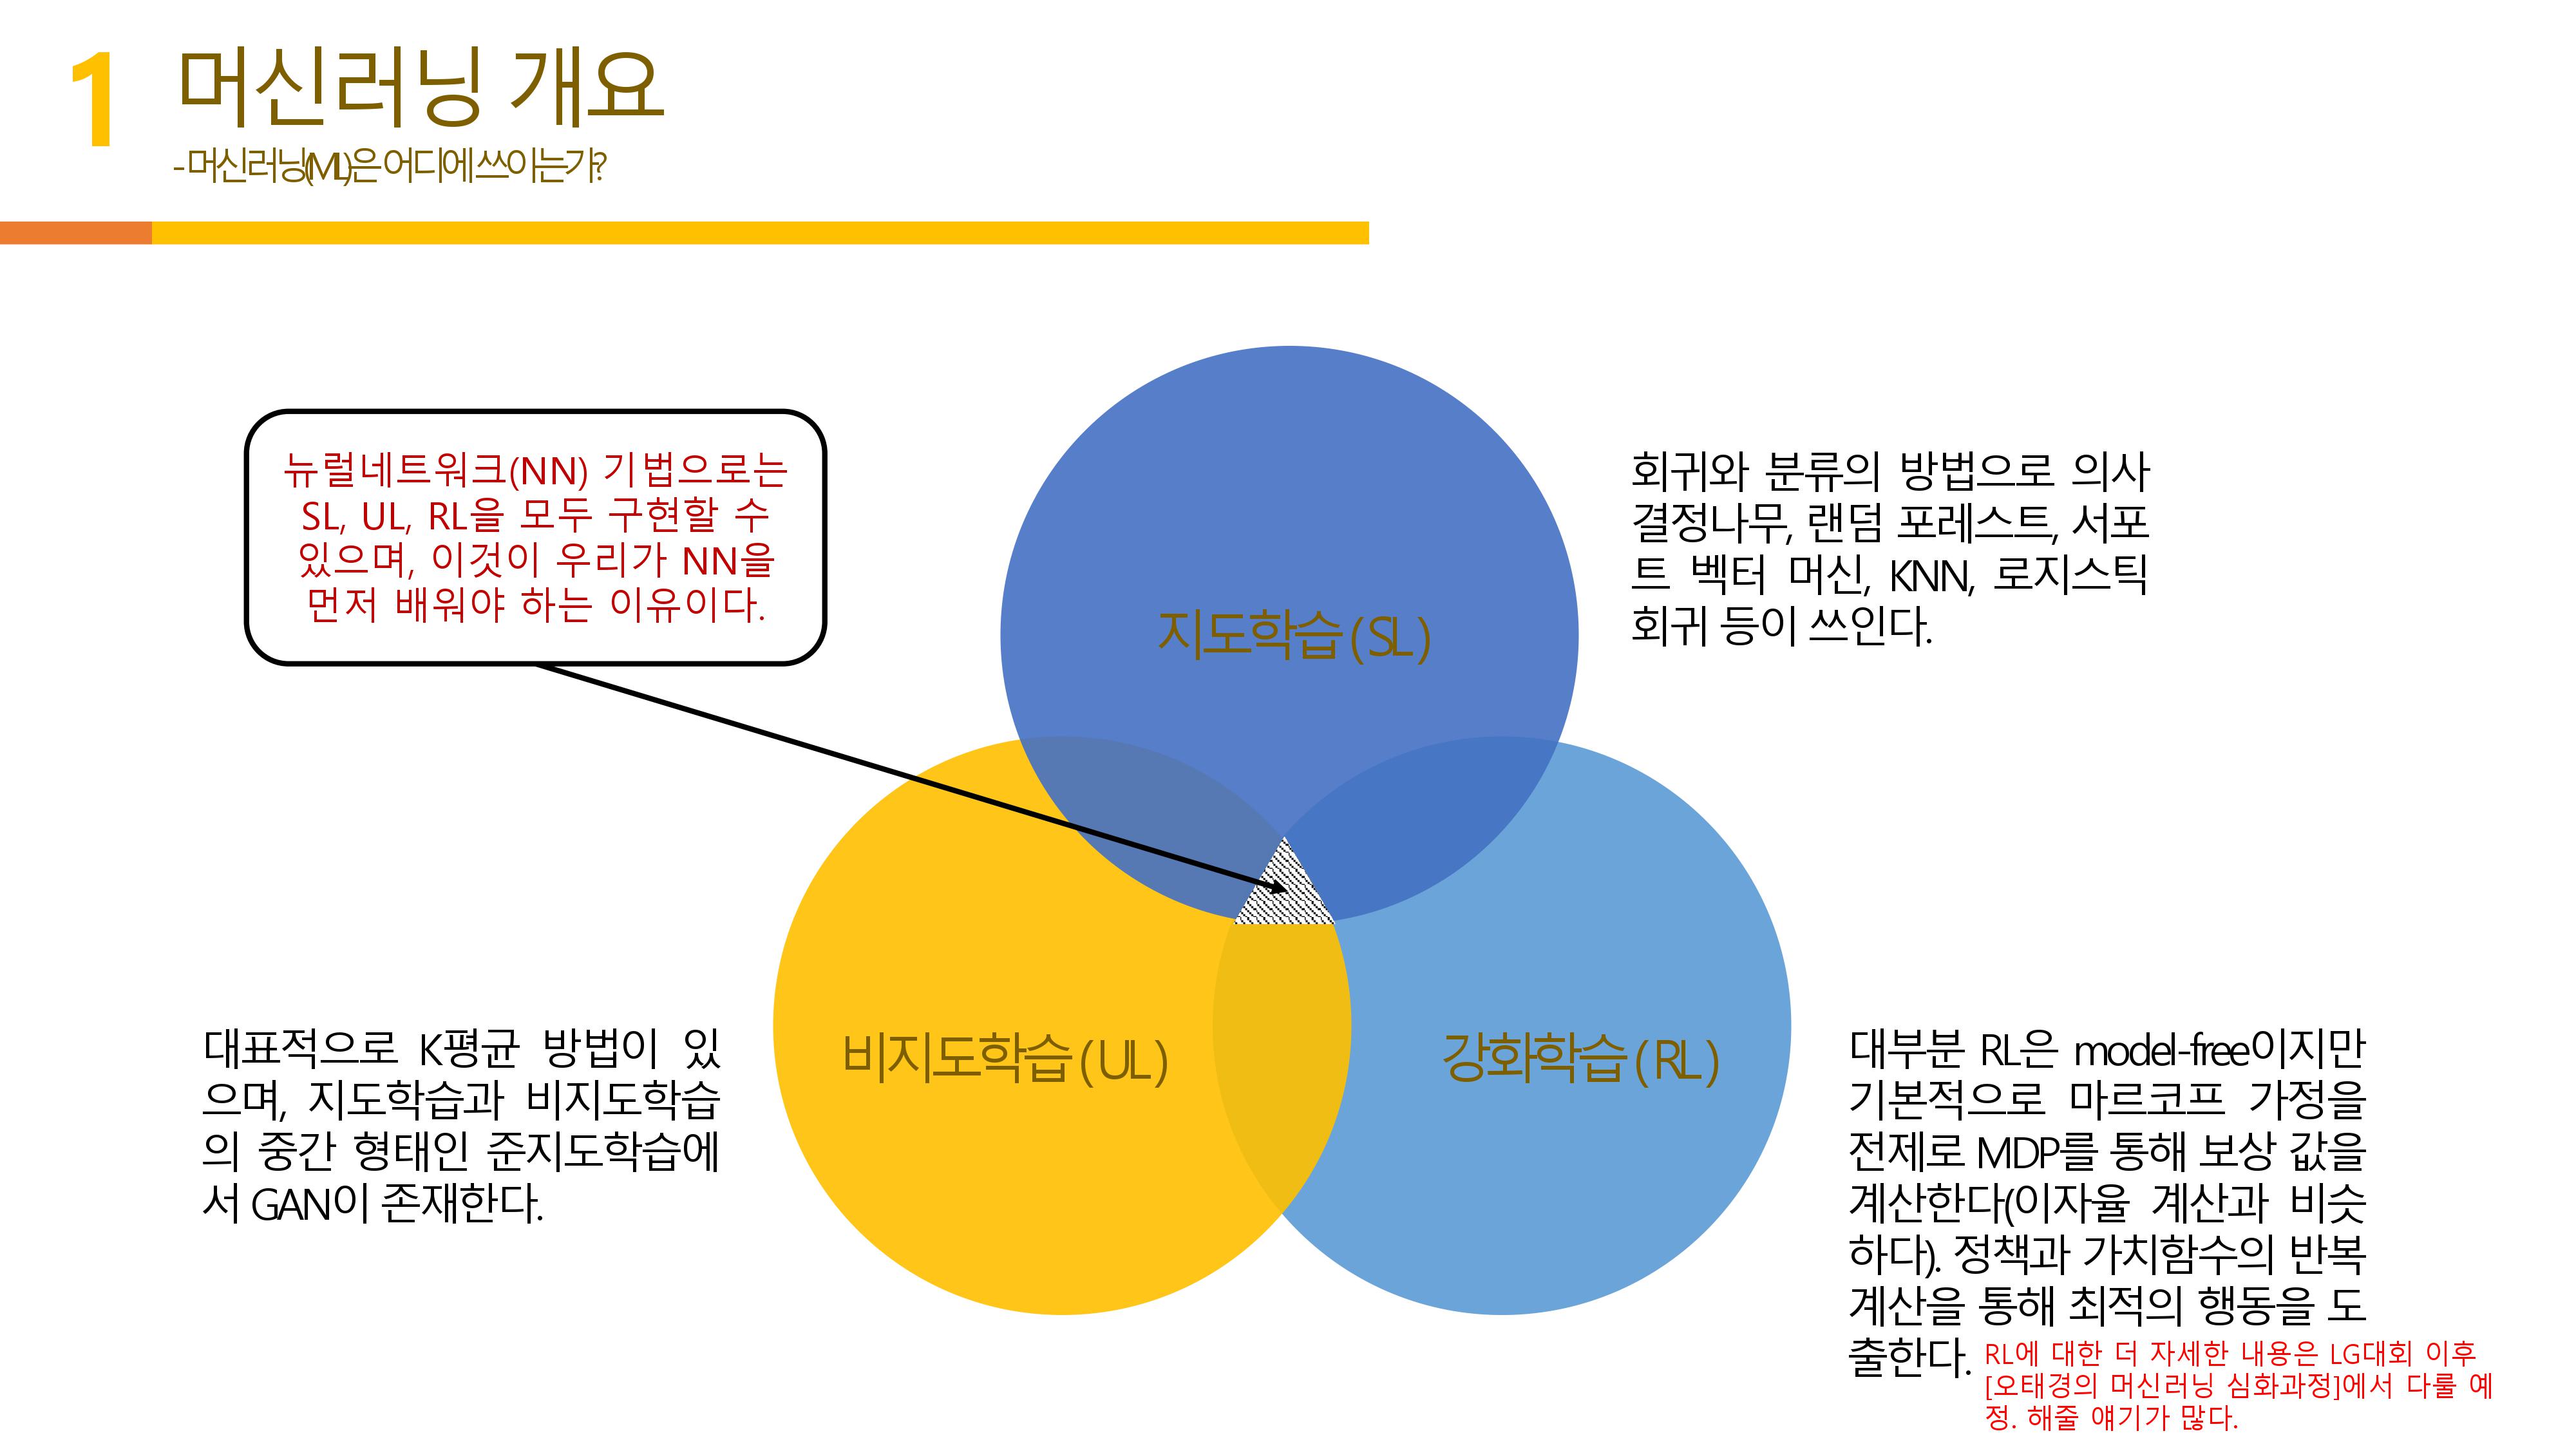 1
머신러닝 개요
- 머신러닝(ML)은 어디에 쓰이는가?
뉴럴네트워크(NN) 기법으로는
SL, UL, RL을 모두 구현할 수
있으며, 이것이 우리가 NN을
먼저 배워야 하는 이유이다.
지도학습(SL)
회귀와 분류의 방법으로 의사
결정나무, 랜덤 포레스트, 서포
트 벡터 머신, KNN, 로지스틱
회귀 등이 쓰인다.
대표적으로 K평균 방법이 있
으며, 지도학습과 비지도학습
의 중간 형태인 준지도학습에
서 GAN이 존재한다.
비지도학습(UL)
강화학습(RL)
대부분 RL은 model-free이지만
기본적으로 마르코프 가정을
전제로 MDP를 통해 보상 값을
계산한다(이자율 계산과 비슷
하다). 정책과 가치함수의 반복
계산을 통해 최적의 행동을 도
출한다.
RL에 대한 더 자세한 내용은 LG대회 이후
[오태경의 머신러닝 심화과정]에서 다룰 예
정. 해줄 얘기가 많다.